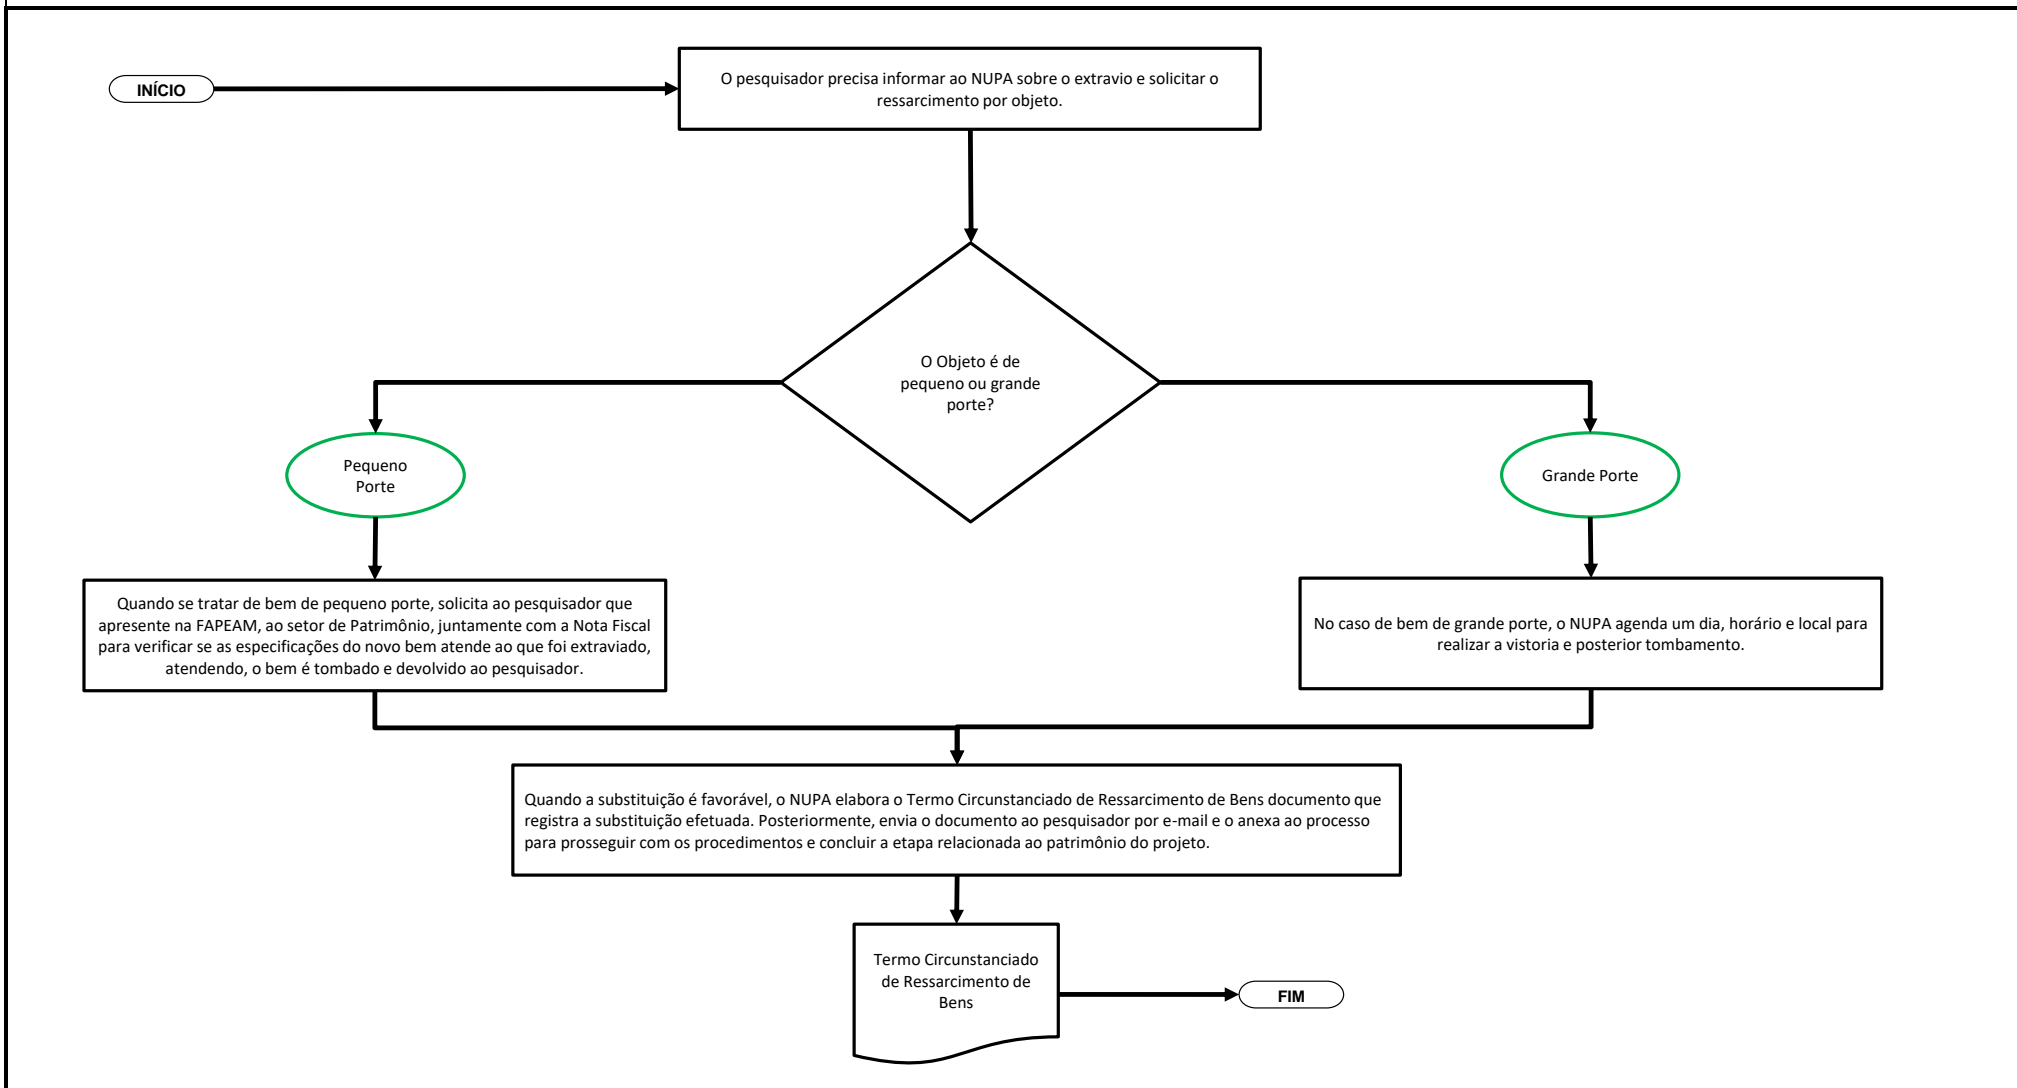 INÍCIO
O pesquisador precisa informar ao NUPA sobre o extravio e solicitar o
ressarcimento por objeto.
O Objeto é de
pequeno ou grande
porte?
Pequeno
Porte
Grande Porte
Quando se tratar de bem de pequeno porte, solicita ao pesquisador que
apresente na FAPEAM, ao setor de Patrimônio, juntamente com a Nota Fiscal
para verificar se as especificações do novo bem atende ao que foi extraviado,
atendendo, o bem é tombado e devolvido ao pesquisador.
No caso de bem de grande porte, o NUPA agenda um dia, horário e local para
realizar a vistoria e posterior tombamento.
Quando a substituição é favorável, o NUPA elabora o Termo Circunstanciado de Ressarcimento de Bens documento que
registra a substituição efetuada. Posteriormente, envia o documento ao pesquisador por e-mail e o anexa ao processo
para prosseguir com os procedimentos e concluir a etapa relacionada ao patrimônio do projeto.
Termo Circunstanciado
de Ressarcimento de
Bens
FIM